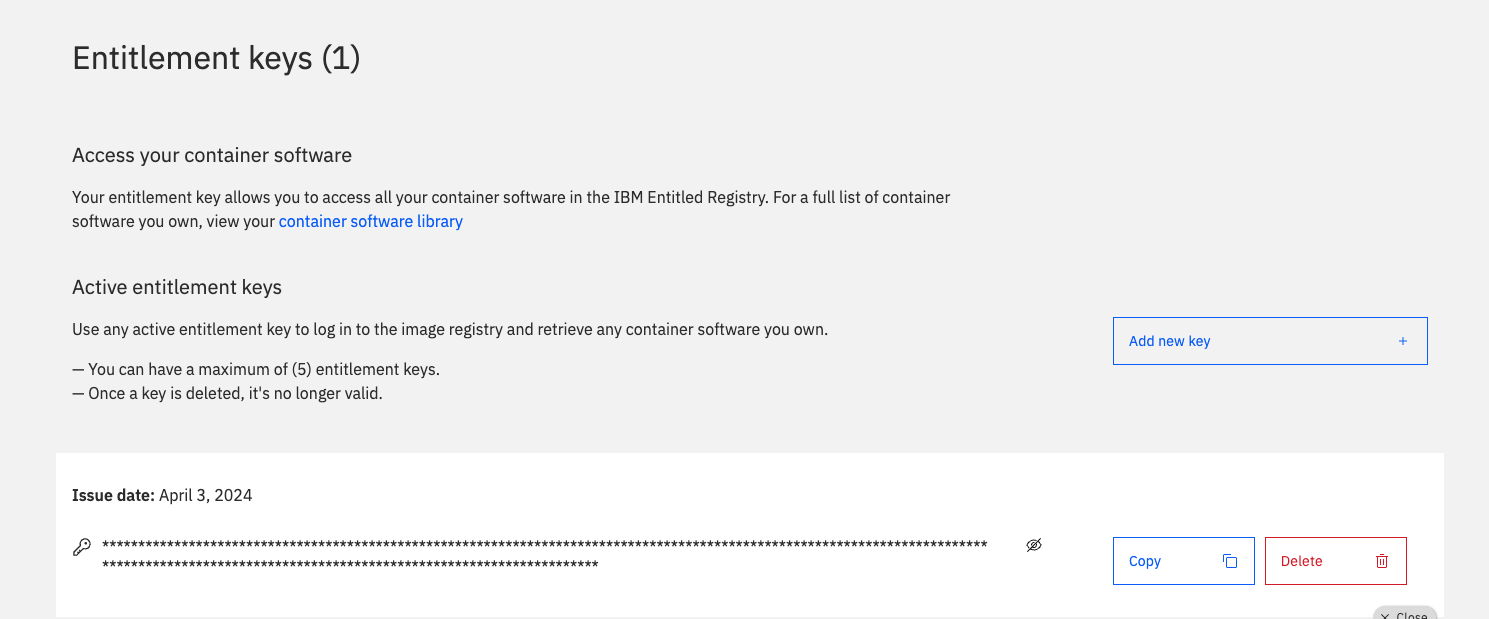 Entitlement keys (1)
Access your container software
Your entitlement key allows you to access all your container software in the IBM Entitled Registry. For a full list of container
software you own, view your container software library
Active entitlement keys
Use any active entitlement key to log in to the image registry and retrieve any container software you own.
— You can have a maximum of (5) entitlement keys.
— Once a key is deleted, it's no longer valid.
Add new key +
Issue date: April 3, 2024
***************************************************************************************************************************
*********************************************************************
Copy
Delete
Close